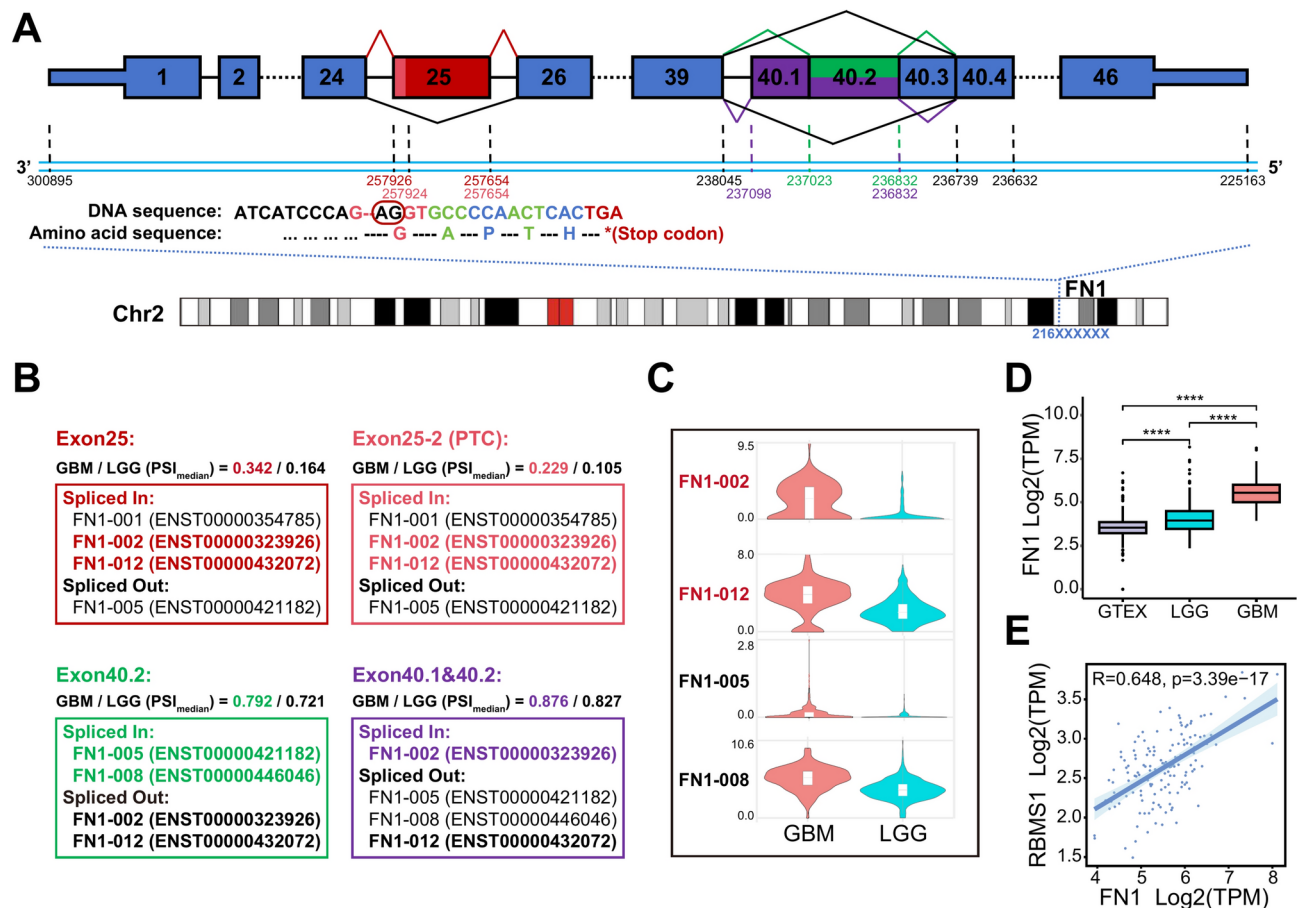 A
1 2 24 25 26 39 40.1 40.2 40.3 40.4 46
3’ 5’
300895 257926 257654 238045 237023 236832 236739 236632 225163
257924 257654 237098 236832
DNA sequence: ATCATCCCAG--AGGTGCCCCAACTCACTGA
Amino acid sequence: ... ... ... ... ----G----A---P---T---H---*(Stop codon)
Chr2
FN1
216XXXXXX
B
Exon25:
GBM / LGG (PSImedian) = 0.342 / 0.164
Spliced In:
FN1-001 (ENST00000354785)
FN1-002 (ENST00000323926)
FN1-012 (ENST00000432072)
Spliced Out:
FN1-005 (ENST00000421182)
Exon25-2 (PTC):
GBM / LGG (PSImedian) = 0.229 / 0.105
Spliced In:
FN1-001 (ENST00000354785)
FN1-002 (ENST00000323926)
FN1-012 (ENST00000432072)
Spliced Out:
FN1-005 (ENST00000421182)
Exon40.2:
GBM / LGG (PSImedian) = 0.792 / 0.721
Spliced In:
FN1-005 (ENST00000421182)
FN1-008 (ENST00000446046)
Spliced Out:
FN1-002 (ENST00000323926)
FN1-012 (ENST00000432072)
Exon40.1&40.2:
GBM / LGG (PSImedian) = 0.876 / 0.827
Spliced In:
FN1-002 (ENST00000323926)
Spliced Out:
FN1-005 (ENST00000421182)
FN1-008 (ENST00000446046)
FN1-012 (ENST00000432072)
C
9.5
FN1-002
0.0
8.0
FN1-012
0.0
2.8
FN1-005
0.0
10.6
FN1-008
0.0
GBM LGG
D
FN1 Log2(TPM)
10.0
7.5
5.0
2.5
0.0
**** 
****
****
GTEX LGG GBM
E
RBMS1 Log2(TPM)
R=0.648, p=3.39e−17
3.5
3.0
2.5
2.0
1.5
4 5 6 7 8
FN1 Log2(TPM)